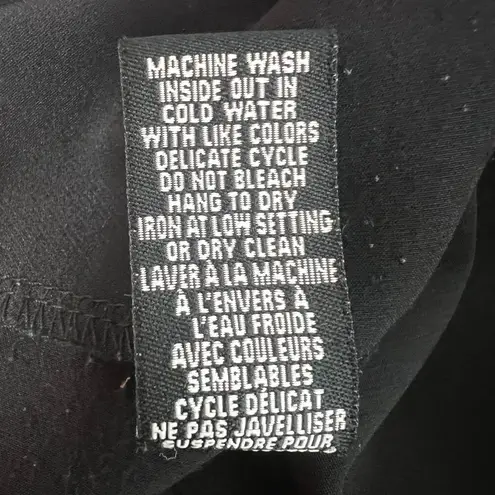 MACHINE WASH
INSIDE OUT IN
COLD WATER
WITH LIKE COLORS
DELICATE CYCLE
DO NOT BLEACH
HANG TO DRY
IRON AT LOW SETTING
OR DRY CLEAN
LAVER À LA MACHINE
À L'ENVERS À
L'EAU FROIDE
AVEC COULEURS
SEMBLABLES
CYCLE DÉLICAT
NE PAS JAVELLISER
SUSPENDRE POUR